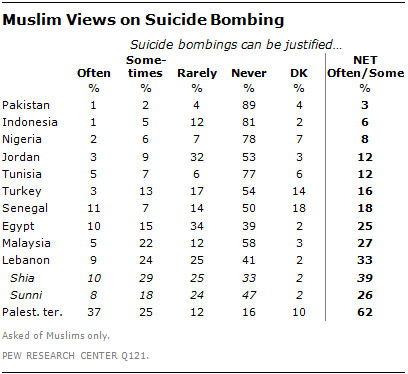 Muslim Views on Suicide Bombing
Suicide bombings can be justified…
Often Some-times Rarely Never DK NET Often/Some
% % % % % %
Pakistan 1 2 4 89 4 3
Indonesia 1 5 12 81 2 6
Nigeria 2 6 7 78 7 8
Jordan 3 9 32 53 3 12
Tunisia 5 7 6 77 6 12
Turkey 3 13 17 54 14 16
Senegal 11 7 14 50 18 18
Egypt 10 15 34 39 2 25
Malaysia 5 22 12 58 3 27
Lebanon 9 24 25 41 2 33
Shia 10 29 25 33 2 39
Sunni 8 18 24 47 2 26
Palest. ter. 37 25 12 16 10 62
Asked of Muslims only.
PEW RESEARCH CENTER Q121.